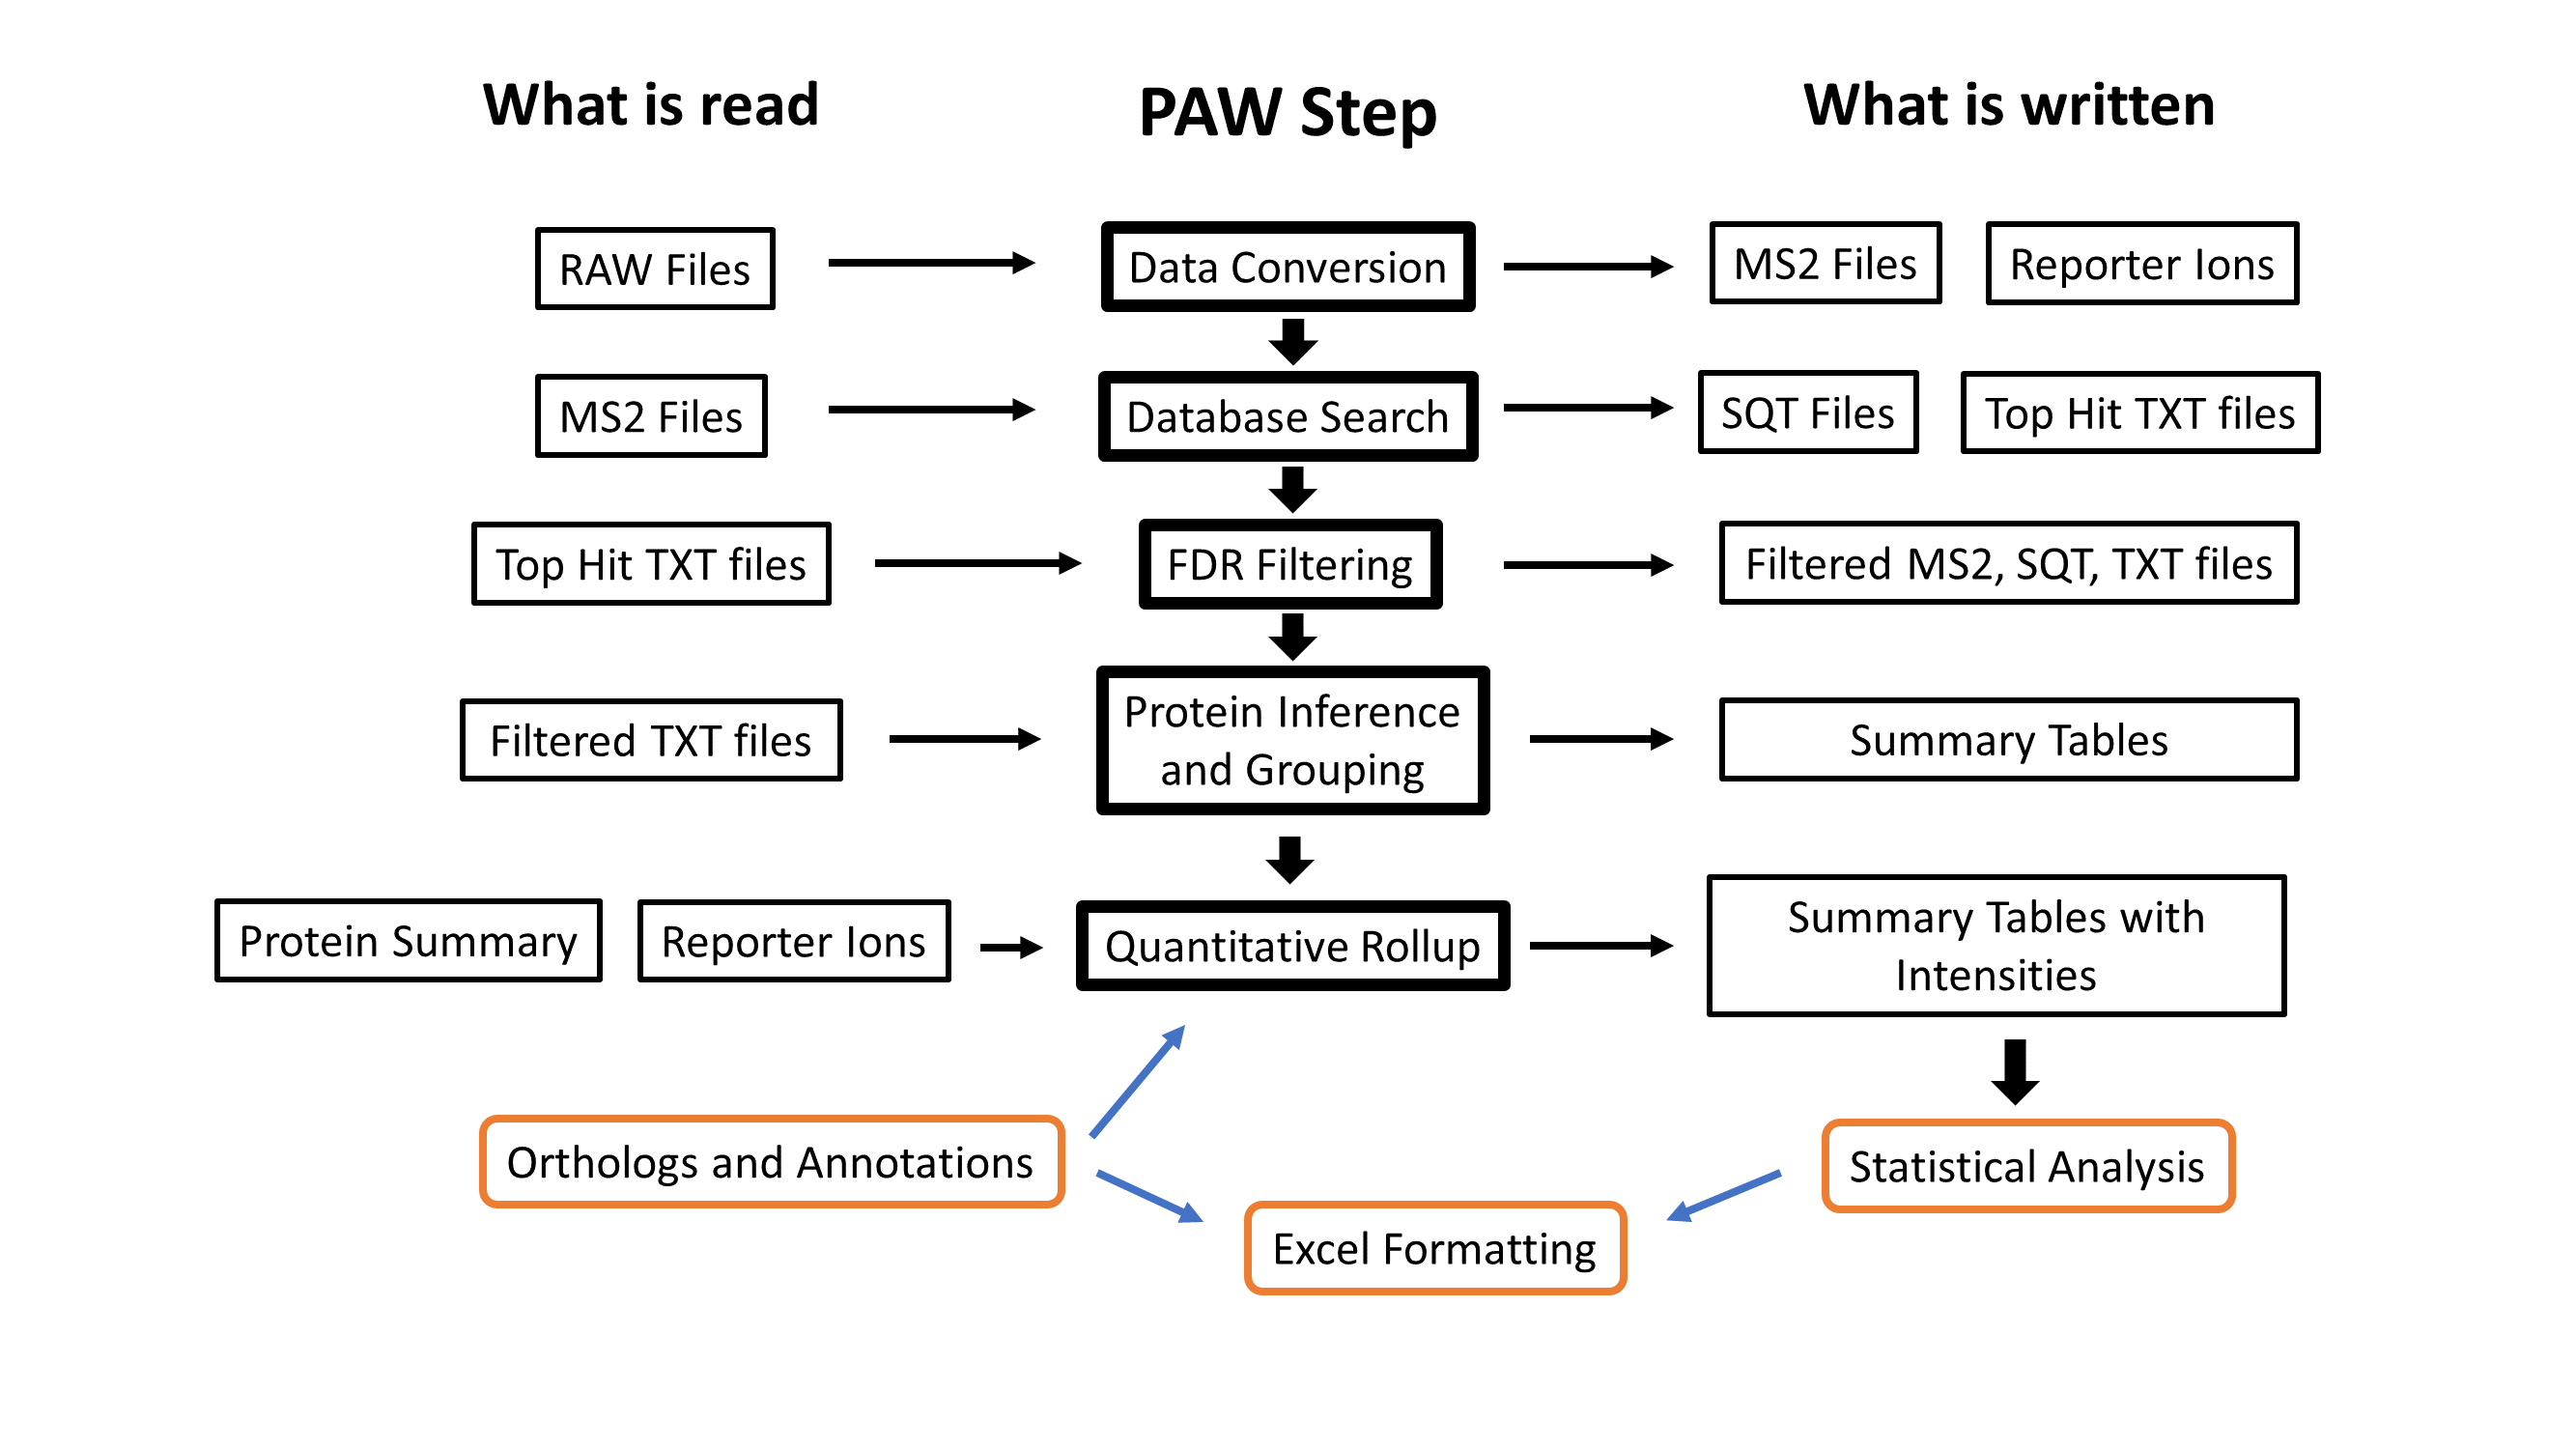 What is read
PAW Step
What is written
RAW Files
Data Conversion
MS2 Files
Reporter Ions
MS2 Files
Database Search
SQT Files
Top Hit TXT files
Top Hit TXT files
FDR Filtering
Filtered MS2, SQT, TXT files
Filtered TXT files
Protein Inference
and Grouping
Summary Tables
Protein Summary
Reporter Ions
Quantitative Rollup
Summary Tables with
Intensities
Orthologs and Annotations
Statistical Analysis
Excel Formatting